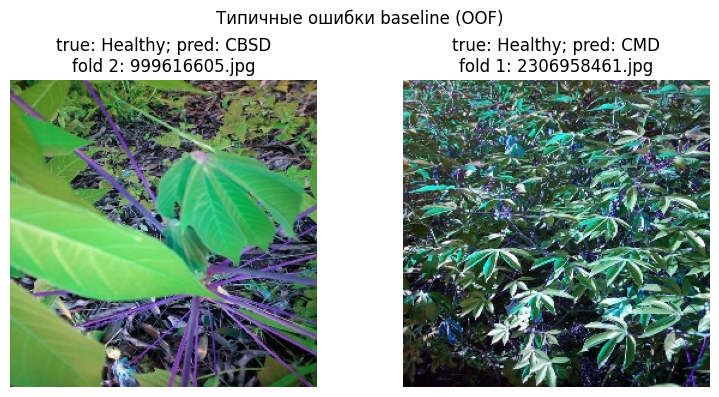 Типичные ошибки baseline (OOF)
true: Healthy; pred: CBSD
fold 2: 999616605.jpg
true: Healthy; pred: CMD
fold 1: 2306958461.jpg